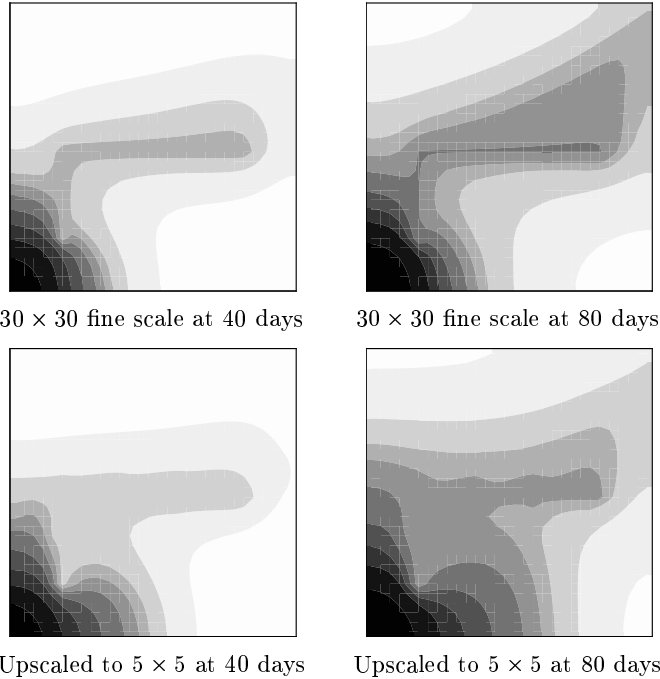 30 × 30 fine scale at 40 days
30 × 30 fine scale at 80 days
Upscaled to 5 × 5 at 40 days
Upscaled to 5 × 5 at 80 days